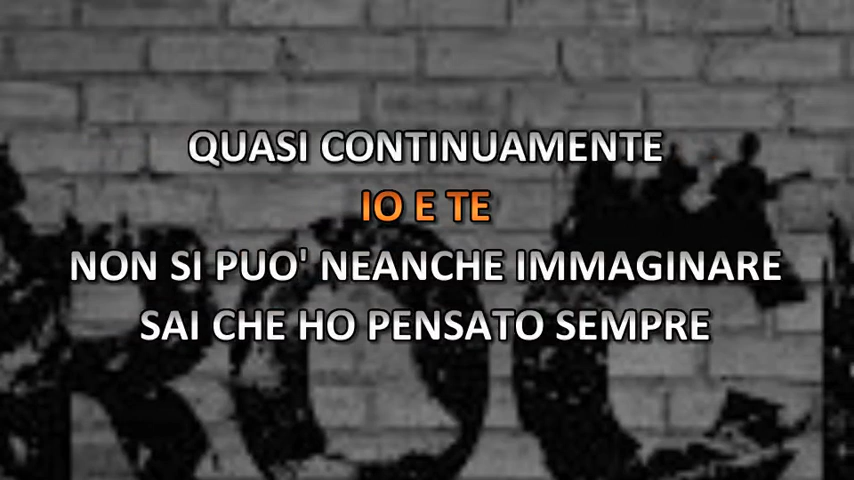 QUASI CONTINUAMENTE
IO E TE
NON SI PUO' NEANCHE IMMAGINARE
SAI CHE HO PENSATO SEMPRE